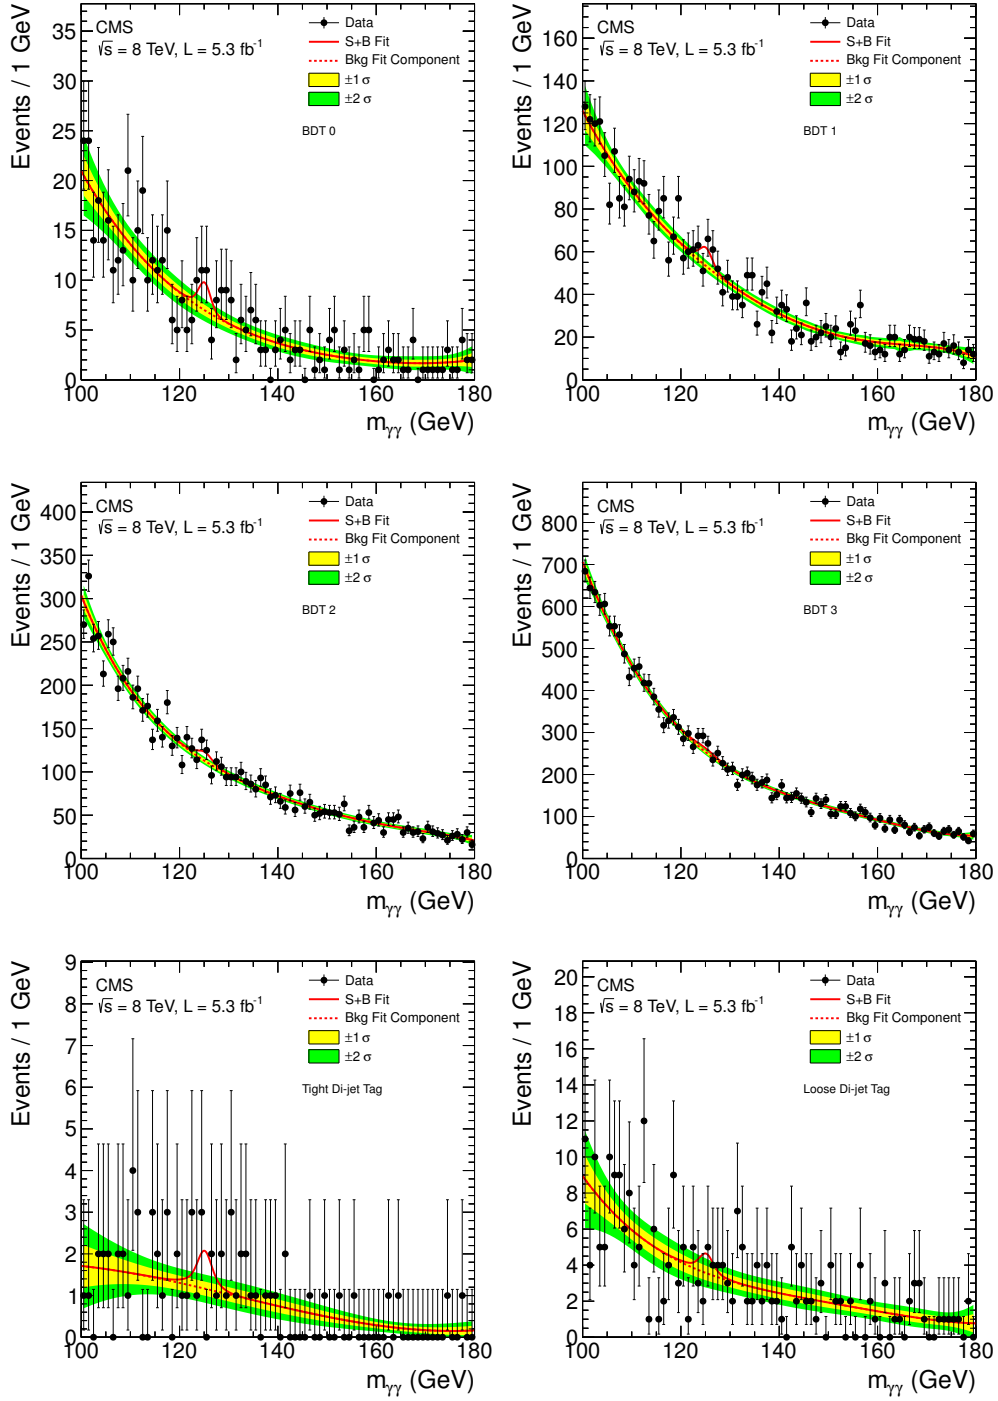 CMS
√s = 8 TeV, L = 5.3 fb⁻¹
Data
S+B Fit
Bkg Fit Component
±1 σ
±2 σ
BDT 0
Events / 1 GeV
35
30
25
20
15
10
5
0
100 120 140 160 180
mγγ (GeV)
CMS
√s = 8 TeV, L = 5.3 fb⁻¹
Data
S+B Fit
Bkg Fit Component
±1 σ
±2 σ
BDT 1
Events / 1 GeV
160
140
120
100
80
60
40
20
0
100 120 140 160 180
mγγ (GeV)
CMS
√s = 8 TeV, L = 5.3 fb⁻¹
Data
S+B Fit
Bkg Fit Component
±1 σ
±2 σ
BDT 2
Events / 1 GeV
400
350
300
250
200
150
100
50
0
100 120 140 160 180
mγγ (GeV)
CMS
√s = 8 TeV, L = 5.3 fb⁻¹
Data
S+B Fit
Bkg Fit Component
±1 σ
±2 σ
BDT 3
Events / 1 GeV
800
700
600
500
400
300
200
100
0
100 120 140 160 180
mγγ (GeV)
CMS
√s = 8 TeV, L = 5.3 fb⁻¹
Data
S+B Fit
Bkg Fit Component
±1 σ
±2 σ
Tight Di-jet Tag
Events / 1 GeV
9
8
7
6
5
4
3
2
1
0
100 120 140 160 180
mγγ (GeV)
CMS
√s = 8 TeV, L = 5.3 fb⁻¹
Data
S+B Fit
Bkg Fit Component
±1 σ
±2 σ
Loose Di-jet Tag
Events / 1 GeV
20
18
16
14
12
10
8
6
4
2
0
100 120 140 160 180
mγγ (GeV)